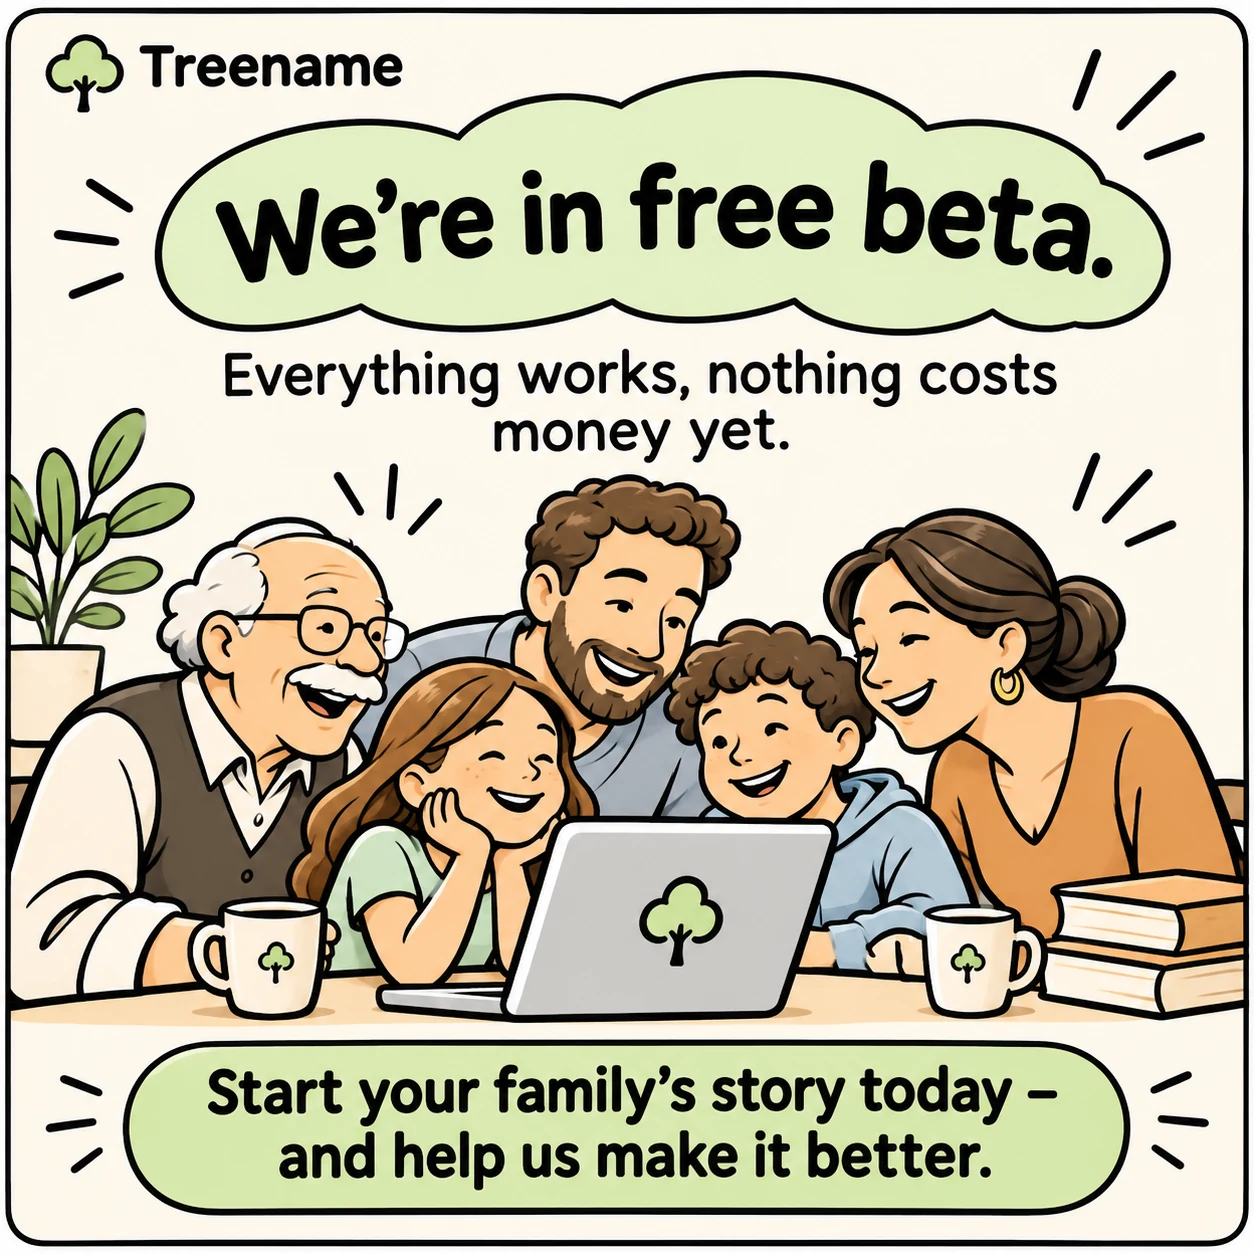 Treename
We're in free beta.
Everything works, nothing costs
money yet.
Start your family's story today –
and help us make it better.